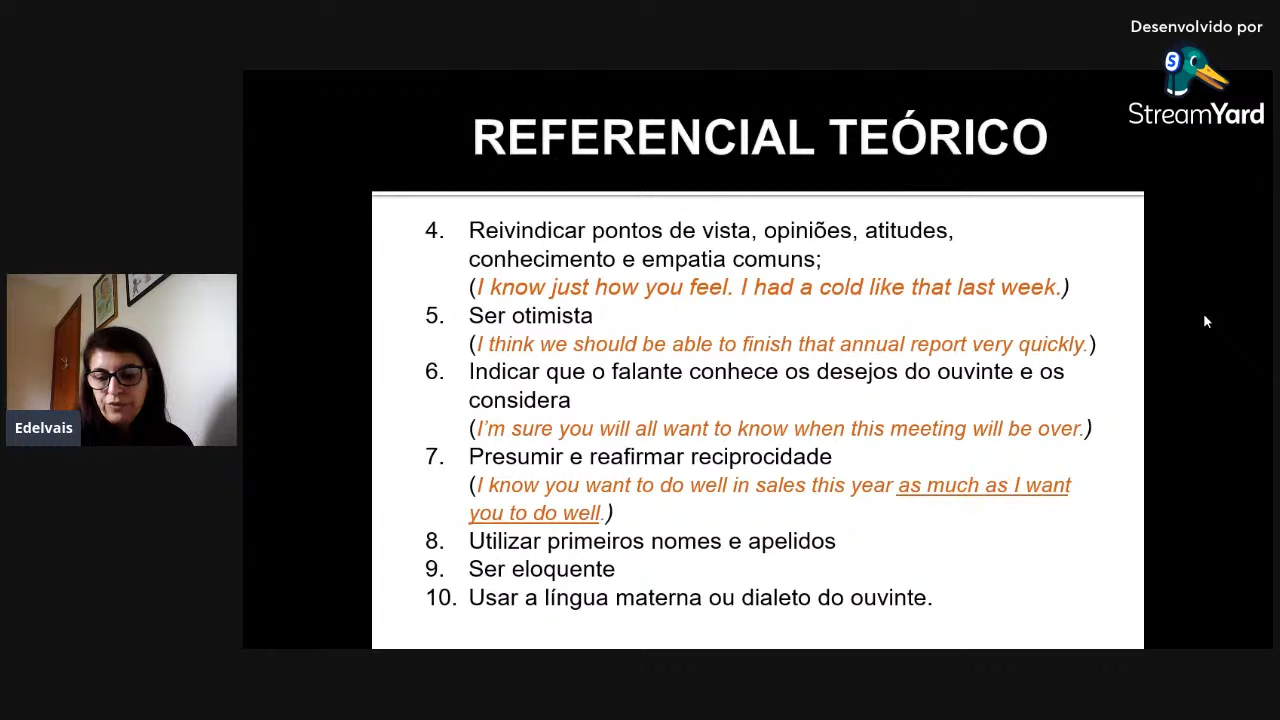 Desenvolvido por
StreamYard
REFERENCIAL TEÓRICO
4. Reivindicar pontos de vista, opiniões, atitudes,
conhecimento e empatia comuns;
(I know just how you feel. I had a cold like that last week.)
5. Ser otimista
(I think we should be able to finish that annual report very quickly.)
6. Indicar que o falante conhece os desejos do ouvinte e os
considera
(I'm sure you will all want to know when this meeting will be over.)
7. Presumir e reafirmar reciprocidade
(I know you want to do well in sales this year as much as I want
you to do well.)
8. Utilizar primeiros nomes e apelidos
9. Ser eloquente
10. Usar a língua materna ou dialeto do ouvinte.
Edelvais